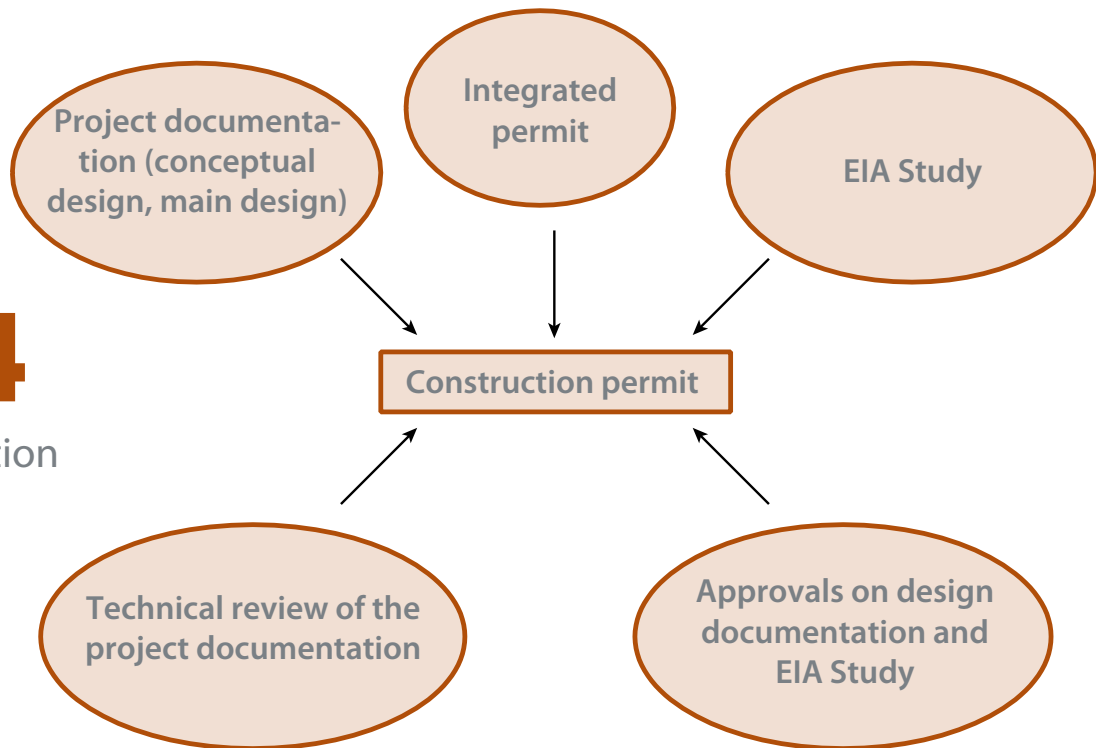 Integrated
permit
Project documenta-
tion (conceptual
design, main design)
EIA Study
4
Construction permit
tion
Technical review of the
project documentation
Approvals on design
documentation and
EIA Study